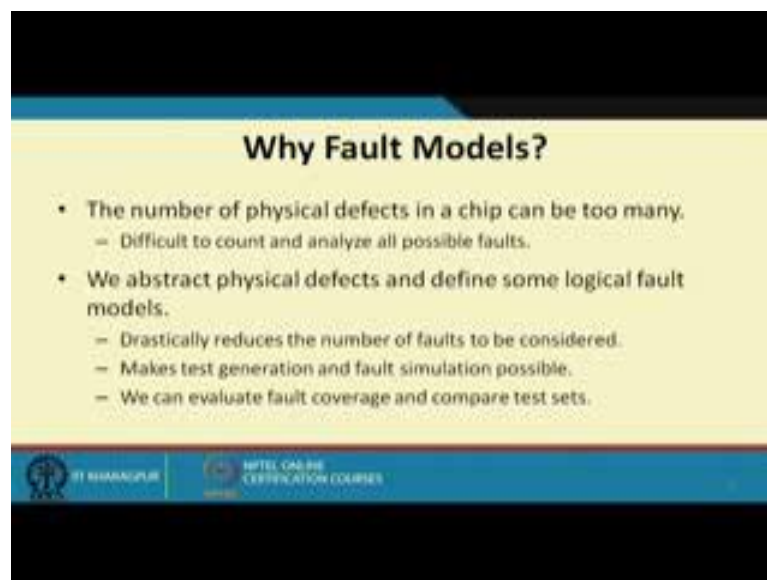 Why Fault Models?
• The number of physical defects in a chip can be too many.
– Difficult to count and analyze all possible faults.
• We abstract physical defects and define some logical fault
models.
– Drastically reduces the number of faults to be considered.
– Makes test generation and fault simulation possible.
– We can evaluate fault coverage and compare test sets.
IIT KHARAGPUR
NPTEL ONLINE
CERTIFICATION COURSES